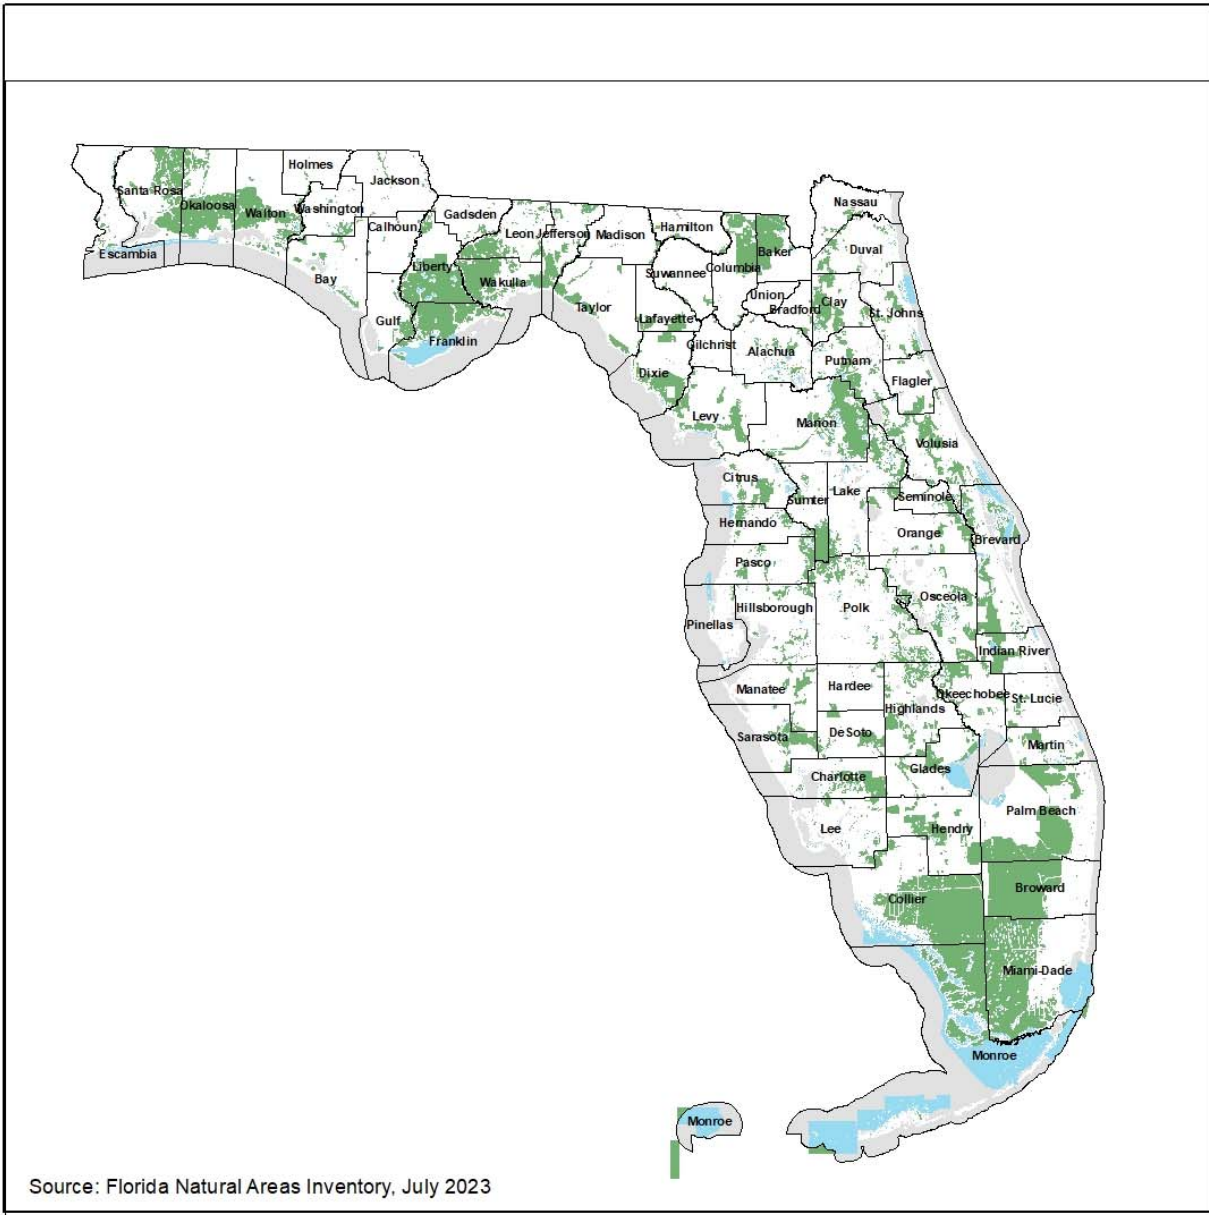 Holmes
Jackson
Santa Rosa
Okaloosa
Walton
Washington
Nassau
Gadsden
Calhoun
Leon
Jefferson
Madison
Hamilton
Duval
Escambia
Baker
Liberty
Columbia
Suwannee
Bay
Wakulla
Union
Clay
Taylor
Bradford
St. Johns
Gulf
Lafayette
Franklin
Gilchrist
Alachua
Putnam
Dixie
Flagler
Levy
Marion
Volusia
Citrus
Lake
Seminole
Sumter
Hernando
Orange
Brevard
Pasco
Osceola
Hillsborough
Polk
Pinellas
Indian River
Manatee
Hardee
Okeechobee
St. Lucie
Highlands
Sarasota
DeSoto
Martin
Charlotte
Glades
Palm Beach
Lee
Hendry
Broward
Collier
Miami-Dade
Monroe
Monroe
Source: Florida Natural Areas Inventory, July 2023